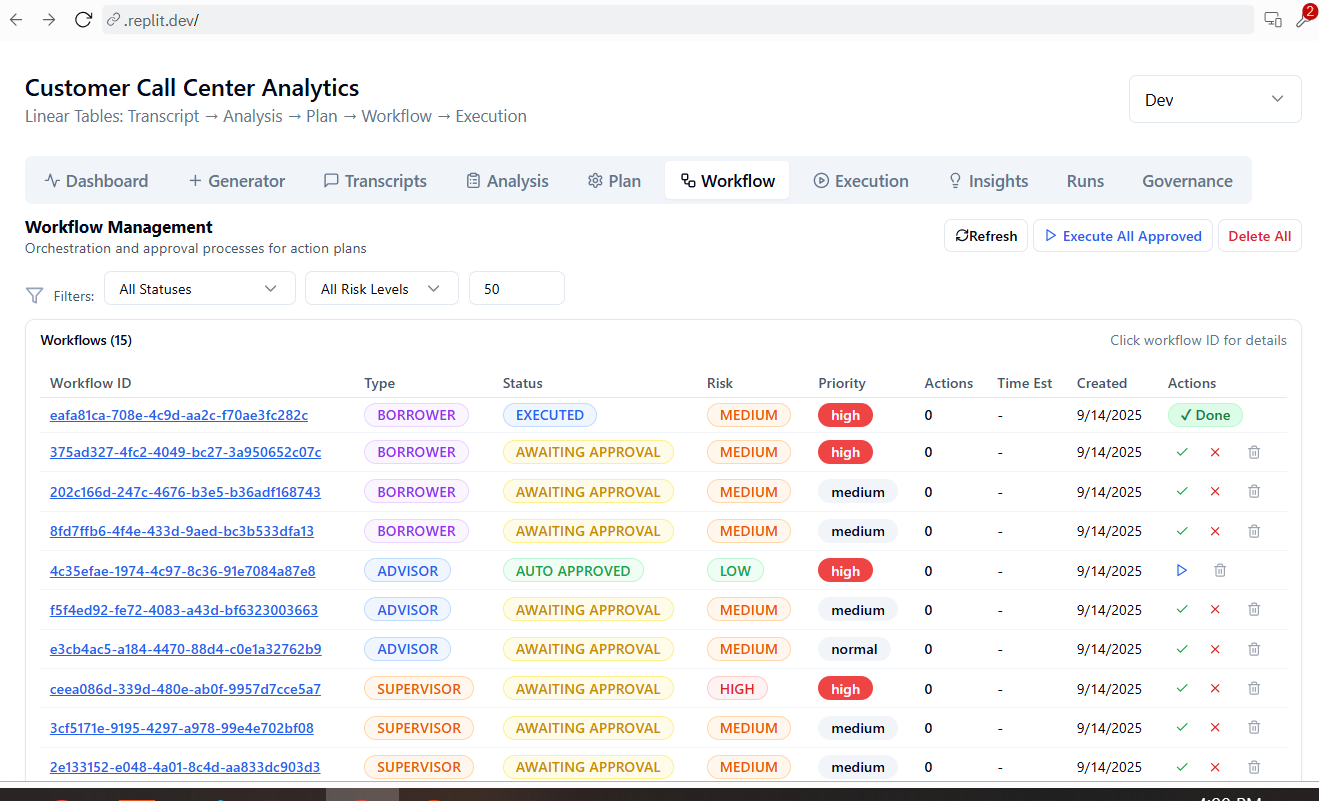 .replit.dev/
2
Customer Call Center Analytics
Linear Tables: Transcript → Analysis → Plan → Workflow → Execution
Dev
Dashboard Generator Transcripts Analysis Plan Workflow Execution Insights Runs Governance
Workflow Management
Orchestration and approval processes for action plans
Refresh Execute All Approved Delete All
Filters: All Statuses All Risk Levels 50
Workflows (15) Click workflow ID for details
Workflow ID Type Status Risk Priority Actions Time Est Created Actions
eafa81ca-708e-4c9d-aa2c-f70ae3fc282c BORROWER EXECUTED MEDIUM high 0 - 9/14/2025 ✓ Done
375ad327-4fc2-4049-bc27-3a950652c07c BORROWER AWAITING APPROVAL MEDIUM high 0 - 9/14/2025
202c166d-247c-4676-b3e5-b36adf168743 BORROWER AWAITING APPROVAL MEDIUM medium 0 - 9/14/2025
8fd7ffb6-4f4e-433d-9aed-bc3b533dfa13 BORROWER AWAITING APPROVAL MEDIUM medium 0 - 9/14/2025
4c35efae-1974-4c97-8c36-91e7084a87e8 ADVISOR AUTO APPROVED LOW high 0 - 9/14/2025
f5f4ed92-fe72-4083-a43d-bf6323003663 ADVISOR AWAITING APPROVAL MEDIUM medium 0 - 9/14/2025
e3cb4ac5-a184-4470-88d4-c0e1a32762b9 ADVISOR AWAITING APPROVAL MEDIUM normal 0 - 9/14/2025
ceea086d-339d-480e-ab0f-9957d7cce5a7 SUPERVISOR AWAITING APPROVAL HIGH high 0 - 9/14/2025
3cf5171e-9195-4297-a978-99e4e702bf08 SUPERVISOR AWAITING APPROVAL MEDIUM medium 0 - 9/14/2025
2e133152-e048-4a01-8c4d-aa833dc903d3 SUPERVISOR AWAITING APPROVAL MEDIUM medium 0 - 9/14/2025